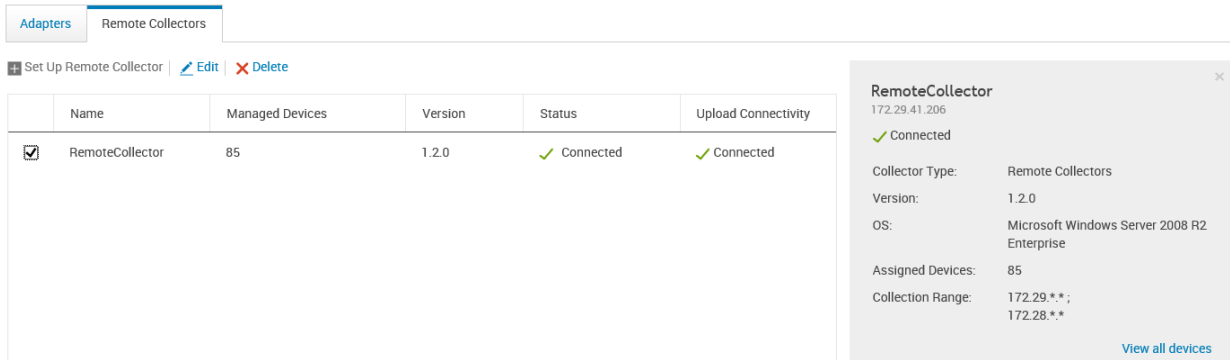 Adapters Remote Collectors
Set Up Remote Collector Edit Delete
Name Managed Devices Version Status Upload Connectivity
RemoteCollector 85 1.2.0 Connected Connected
RemoteCollector
172.29.41.206
Connected
Collector Type: Remote Collectors
Version: 1.2.0
OS: Microsoft Windows Server 2008 R2
Enterprise
Assigned Devices: 85
Collection Range: 172.29.*.* ;
172.28.*.*
View all devices